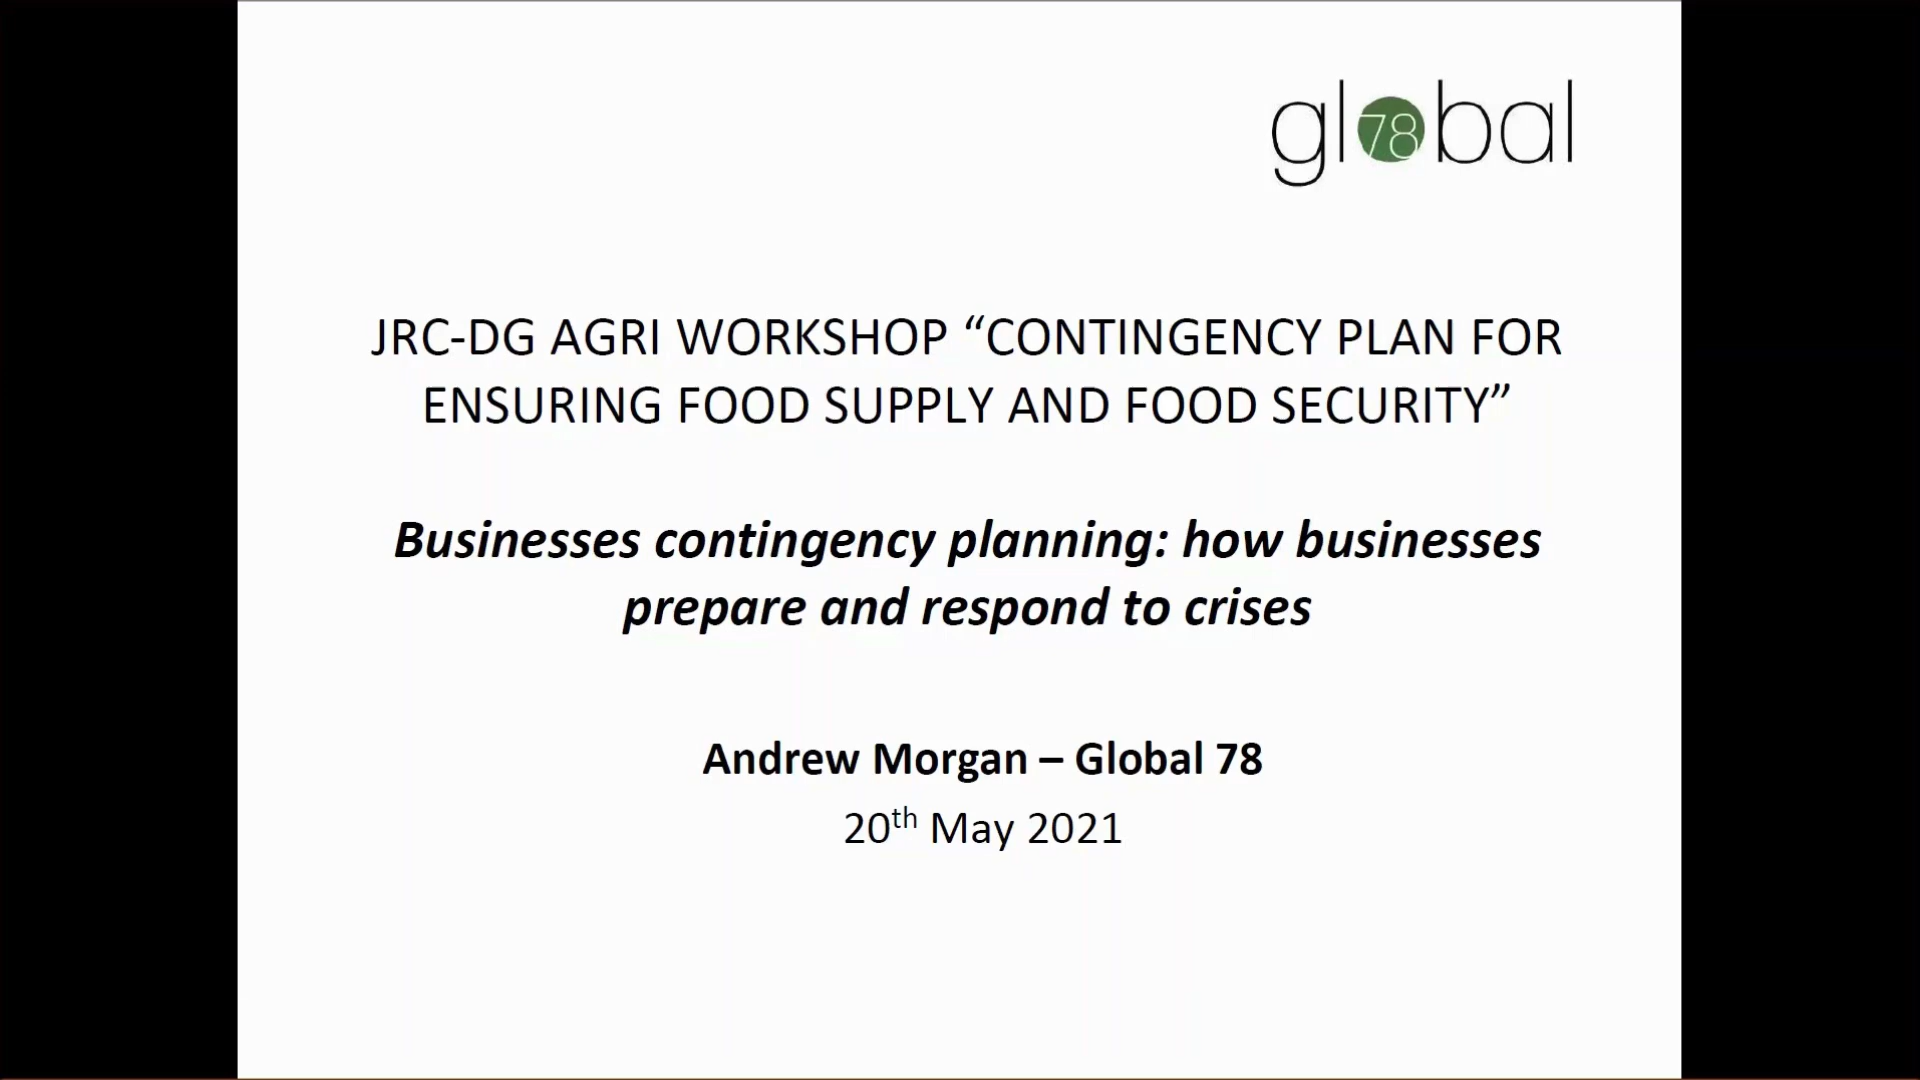 gl78bal
JRC-DG AGRI WORKSHOP “CONTINGENCY PLAN FOR
ENSURING FOOD SUPPLY AND FOOD SECURITY”
Businesses contingency planning: how businesses
prepare and respond to crises
Andrew Morgan – Global 78
20th May 2021